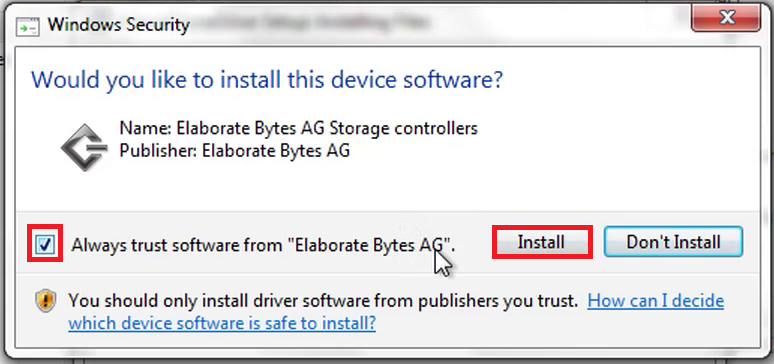 Windows Security
Would you like to install this device software?
Name: Elaborate Bytes AG Storage controllers
Publisher: Elaborate Bytes AG
Always trust software from "Elaborate Bytes AG". Install Don't Install
You should only install driver software from publishers you trust. How can I decide
which device software is safe to install?